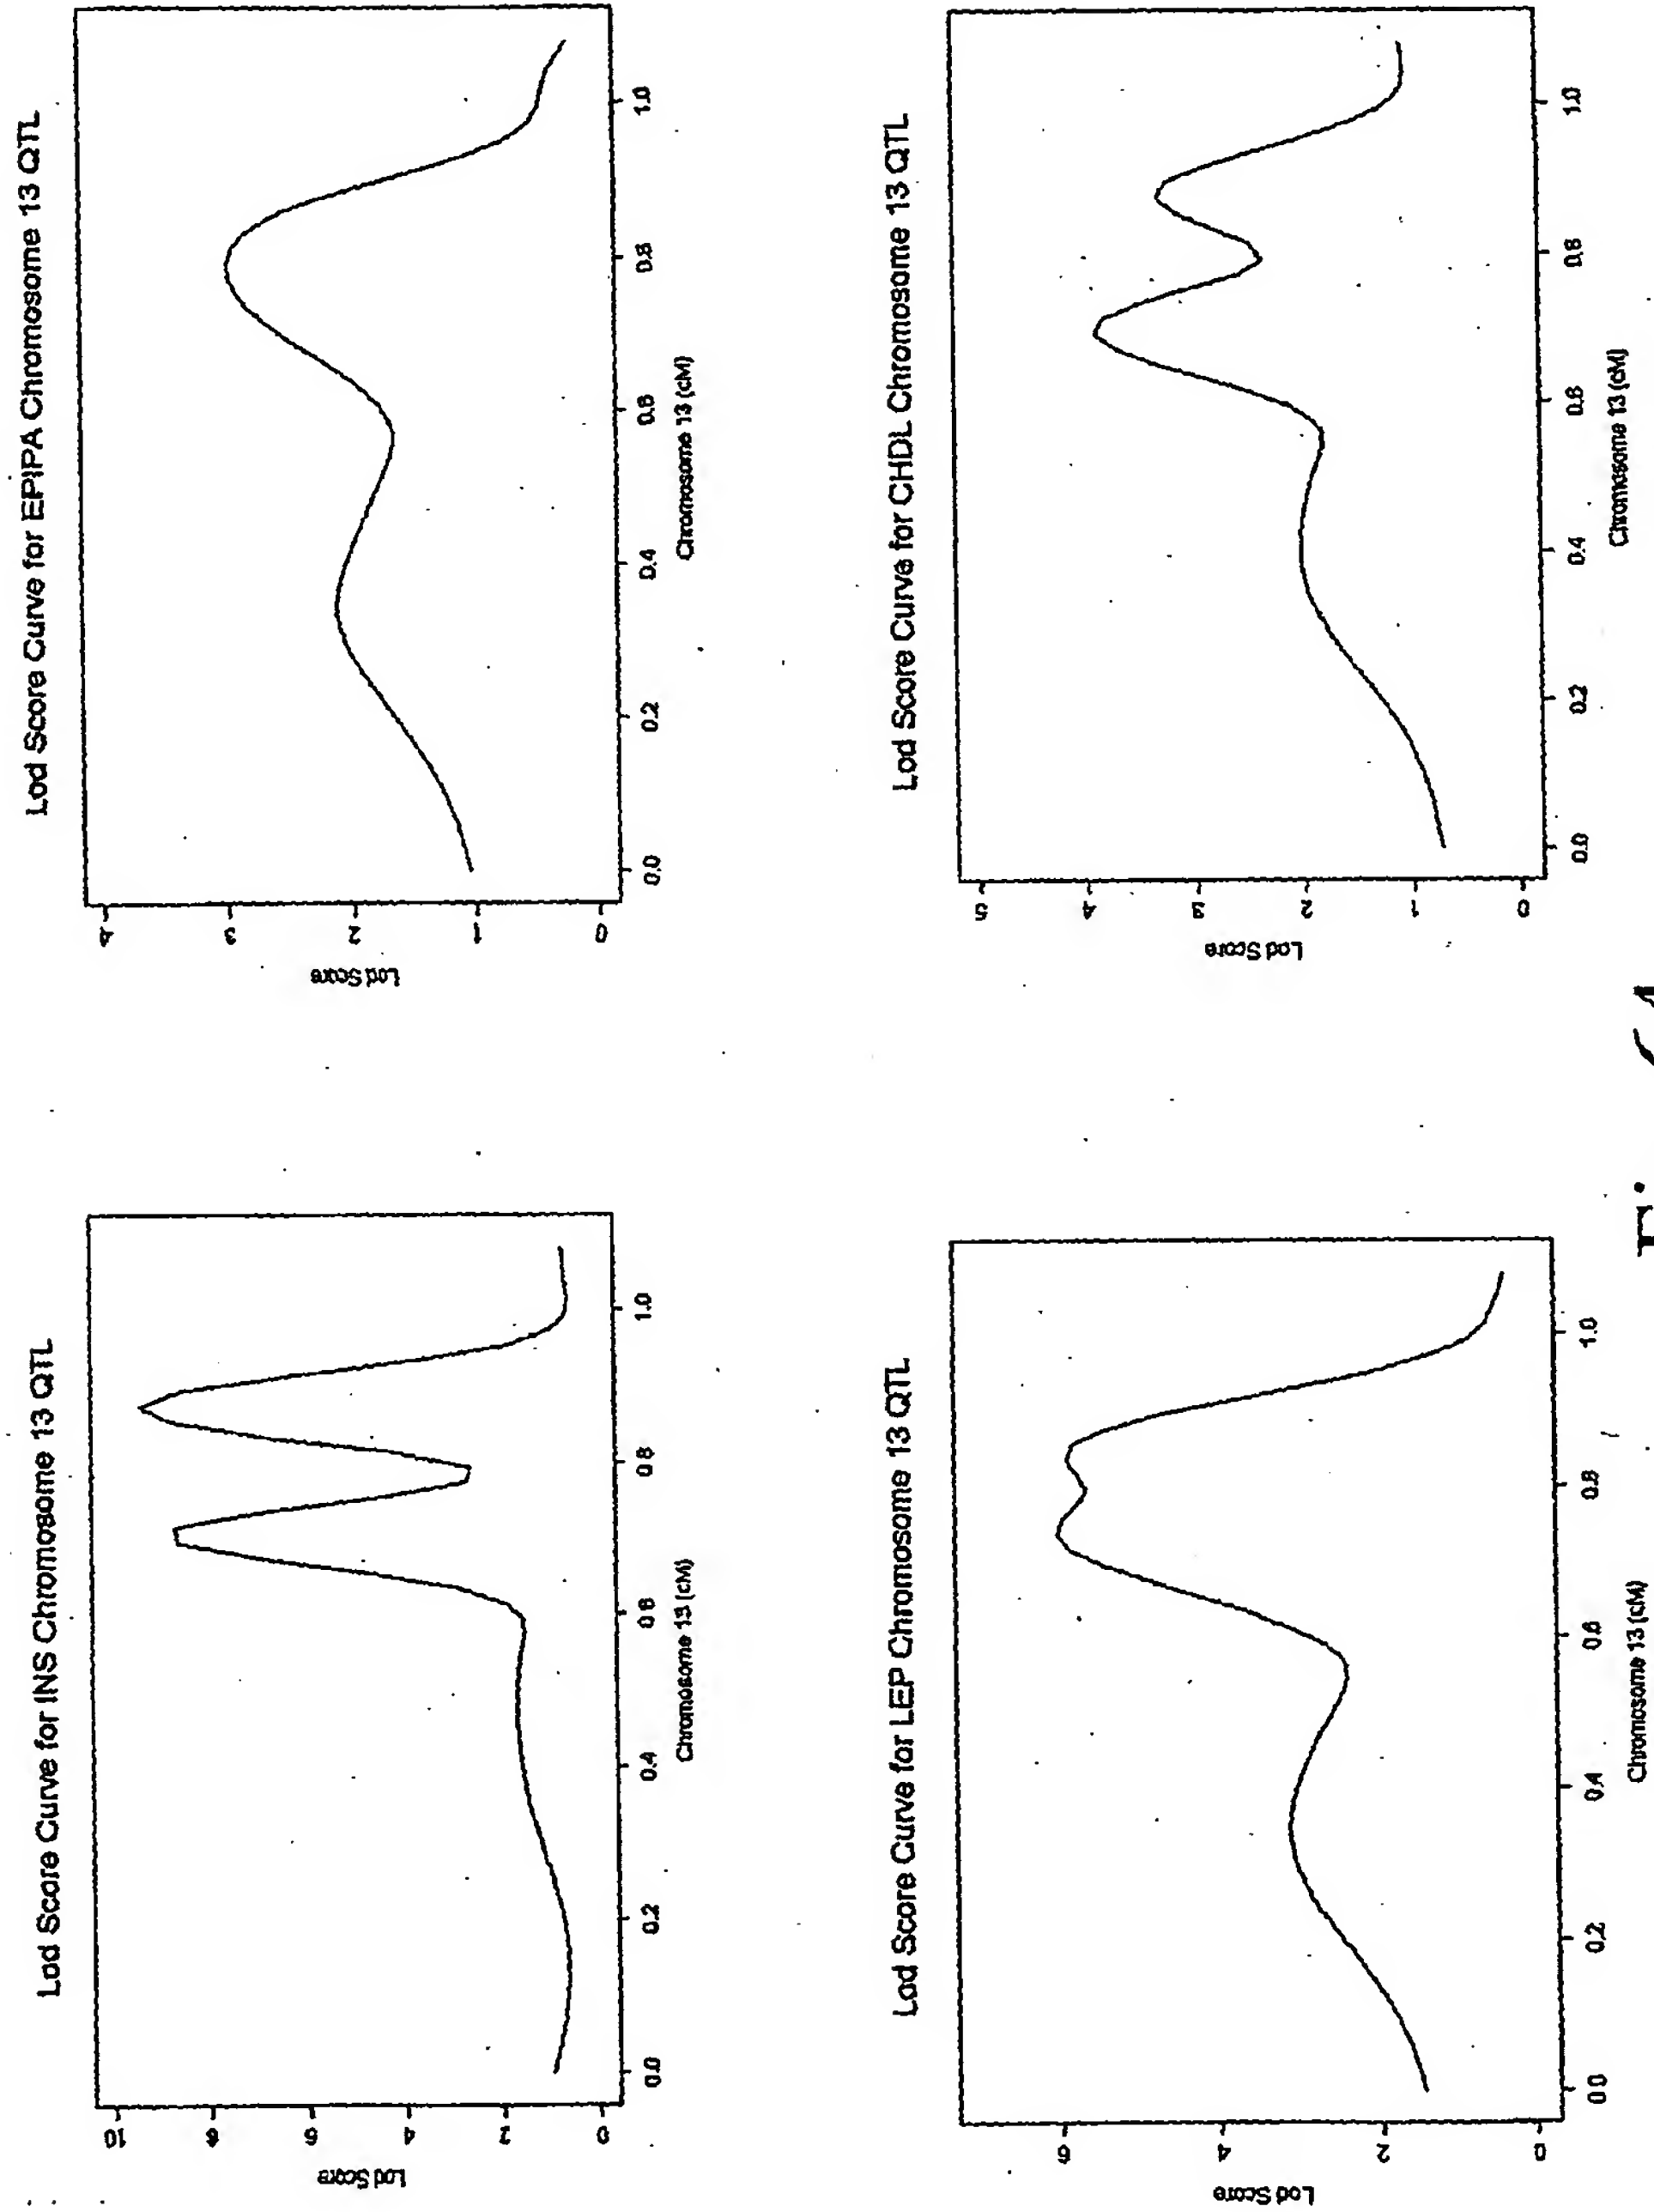 Lod Score Curve for INS Chromosome 13 QTL
Lod Score
10
8
6
4
2
0
0.0 0.2 0.4 0.6 0.8 1.0
Chromosome 13 (cM)
Lod Score Curve for EPIPA Chromosome 13 QTL
Lod Score
4
3
2
1
0
0.0 0.2 0.4 0.6 0.8 1.0
Chromosome 13 (cM)
Lod Score Curve for LEP Chromosome 13 QTL
Lod Score
6
4
2
0
0.0 0.2 0.4 0.6 0.8 1.0
Chromosome 13 (cM)
Lod Score Curve for CHDL Chromosome 13 QTL
Lod Score
5
4
3
2
1
0
0.0 0.2 0.4 0.6 0.8 1.0
Chromosome 13 (cM)